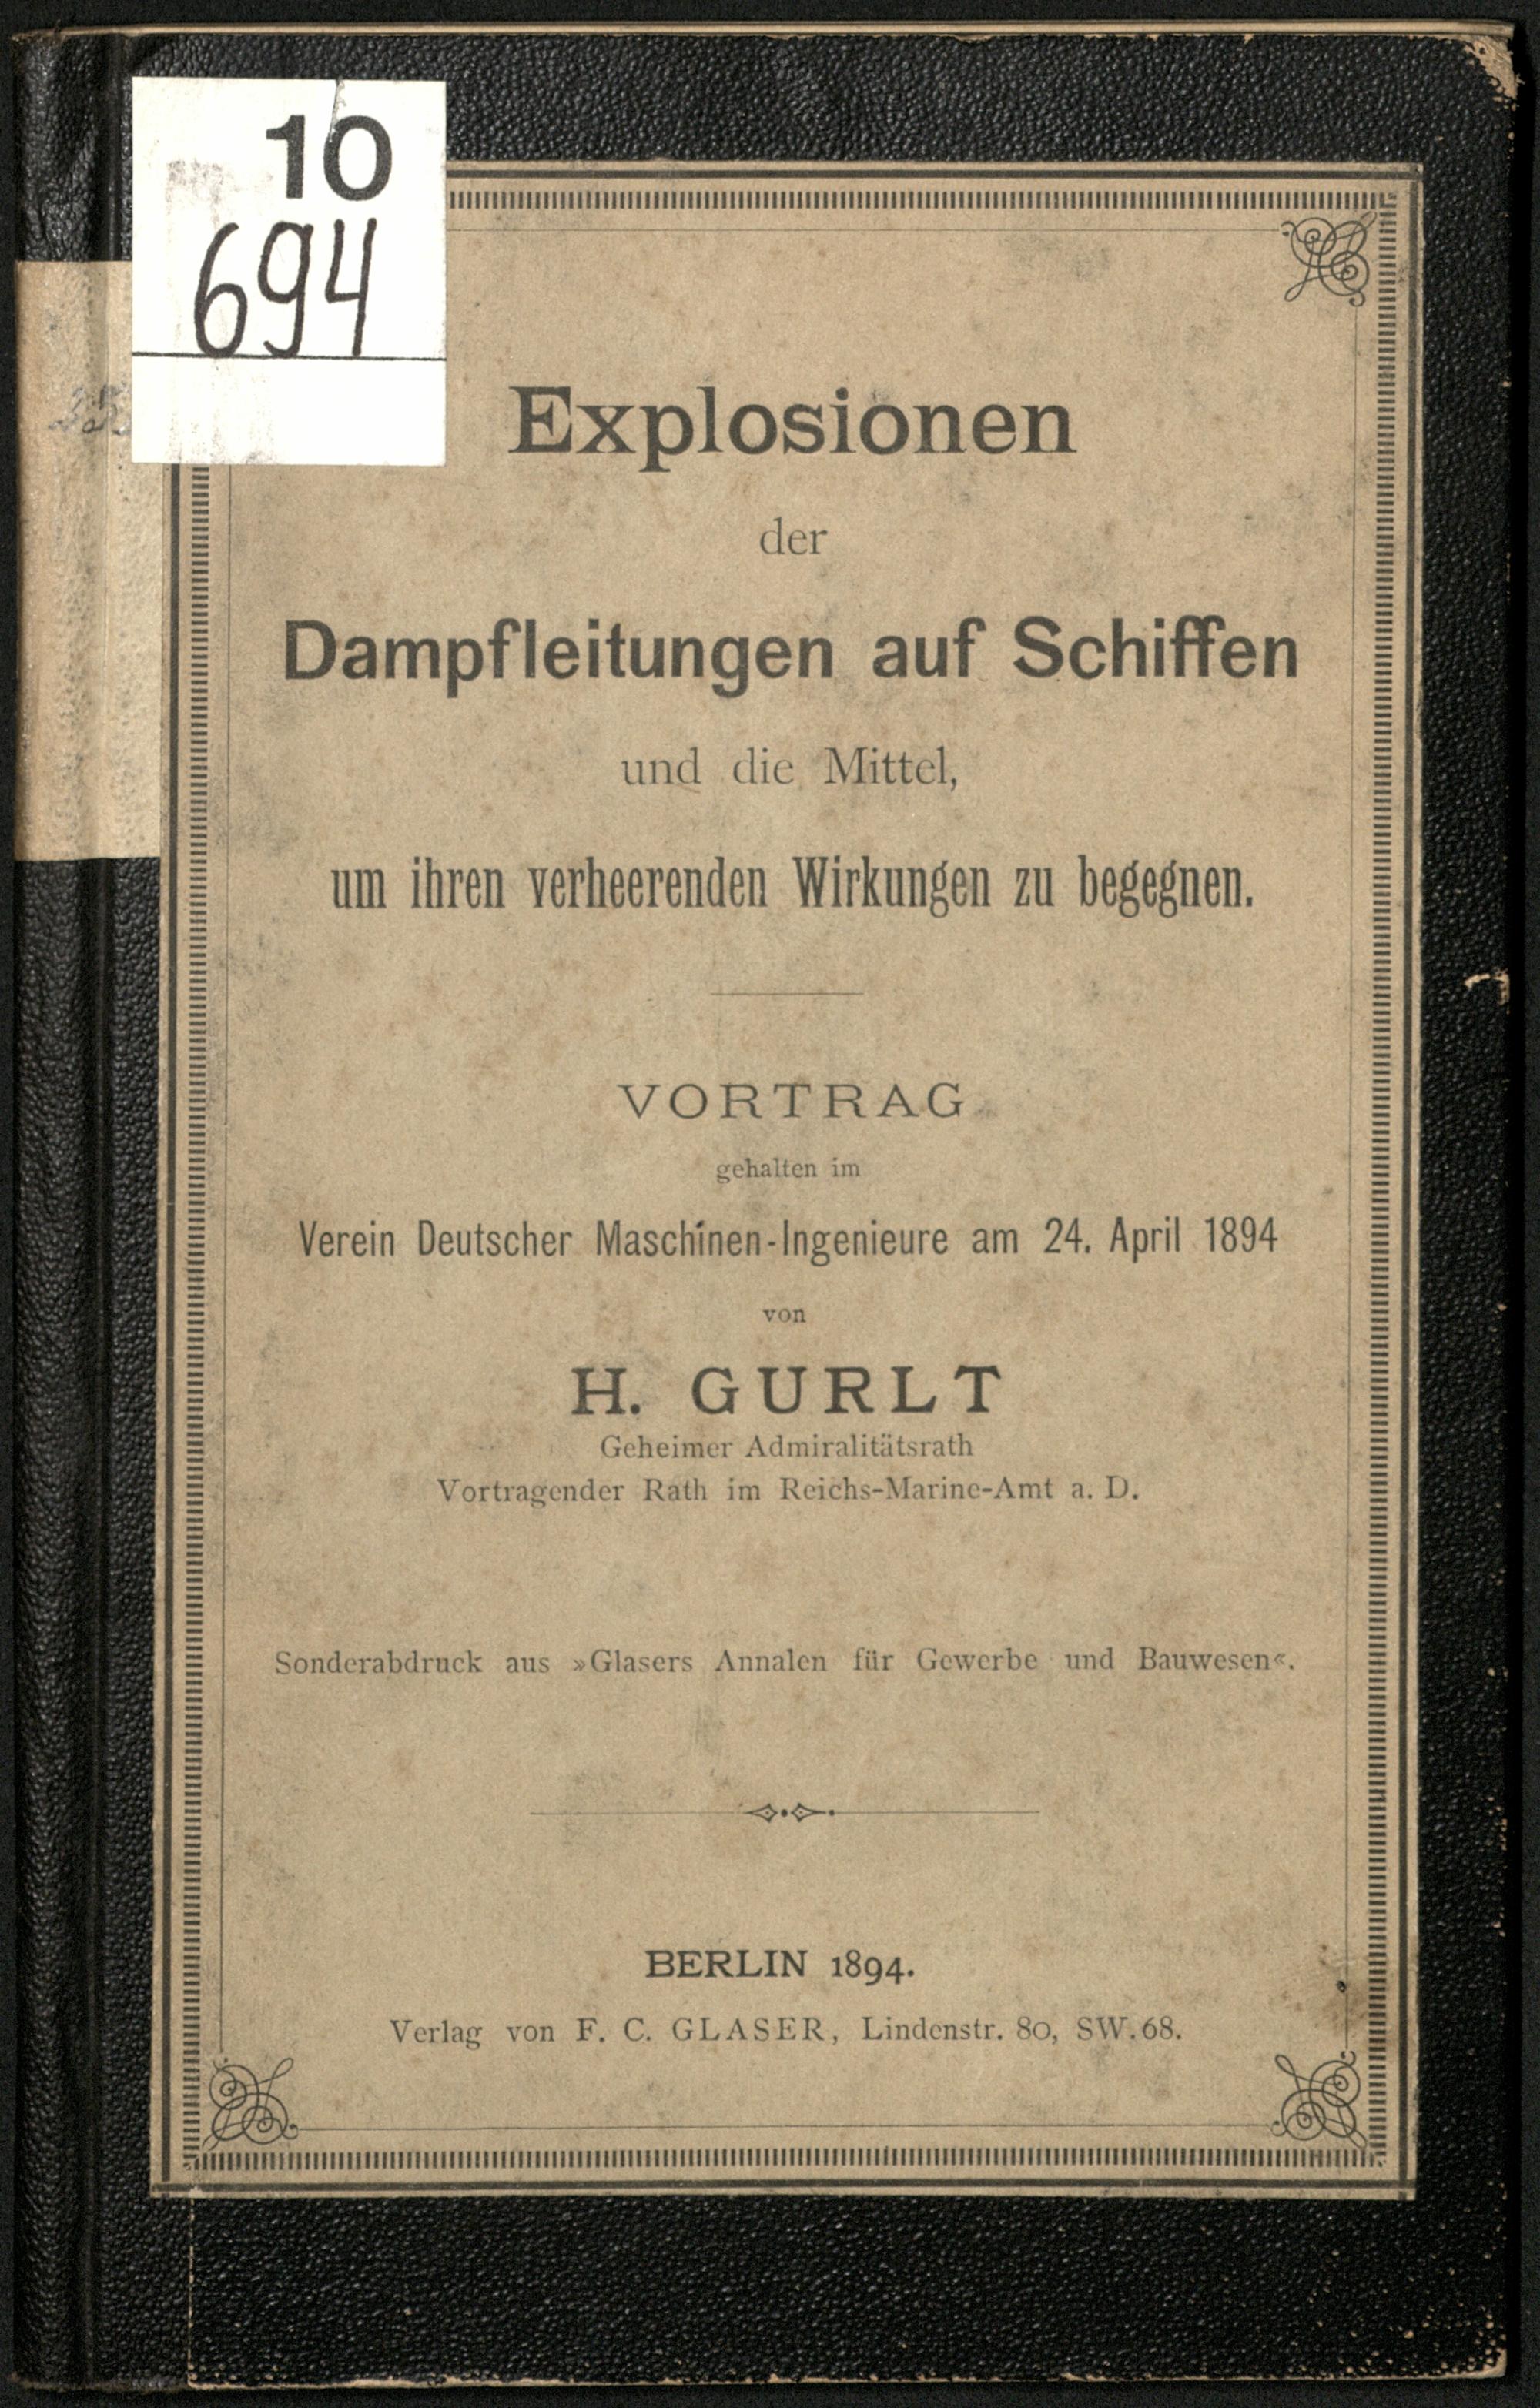 10
694
Explosionen
der
Dampfleitungen auf Schiffen
und die Mittel,
um ihren verheerenden Wirkungen zu begegnen.
VORTRAG
gehalten im
Verein Deutscher Maschinen-Ingenieure am 24. April 1894
von
H. GURLT
Geheimer Admiralitätsrath
Vortragender Rath im Reichs-Marine-Amt a. D.
Sonderabdruck aus »Glasers Annalen für Gewerbe und Bauwesen«.
BERLIN 1894.
Verlag von F. C. GLASER, Lindenstr. 80, SW. 68.